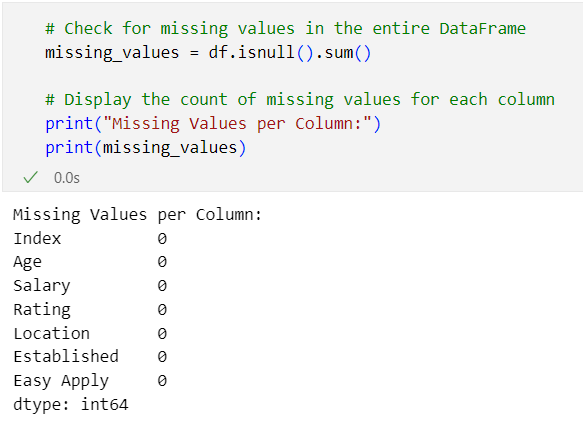 # Check for missing values in the entire DataFrame
missing_values = df.isnull().sum()
# Display the count of missing values for each column
print("Missing Values per Column:")
print(missing_values)
0.0s
Missing Values per Column:
Index 0
Age 0
Salary 0
Rating 0
Location 0
Established 0
Easy Apply 0
dtype: int64